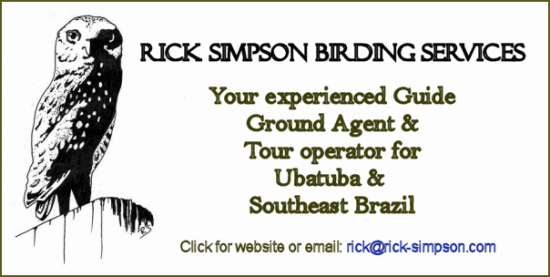 RICK SIMPSON BIRDING SERVICES
Your experienced Guide
Ground Agent &
Tour operator for
Ubatuba &
Southeast Brazil
Click for website or email: rick@rick-simpson.com